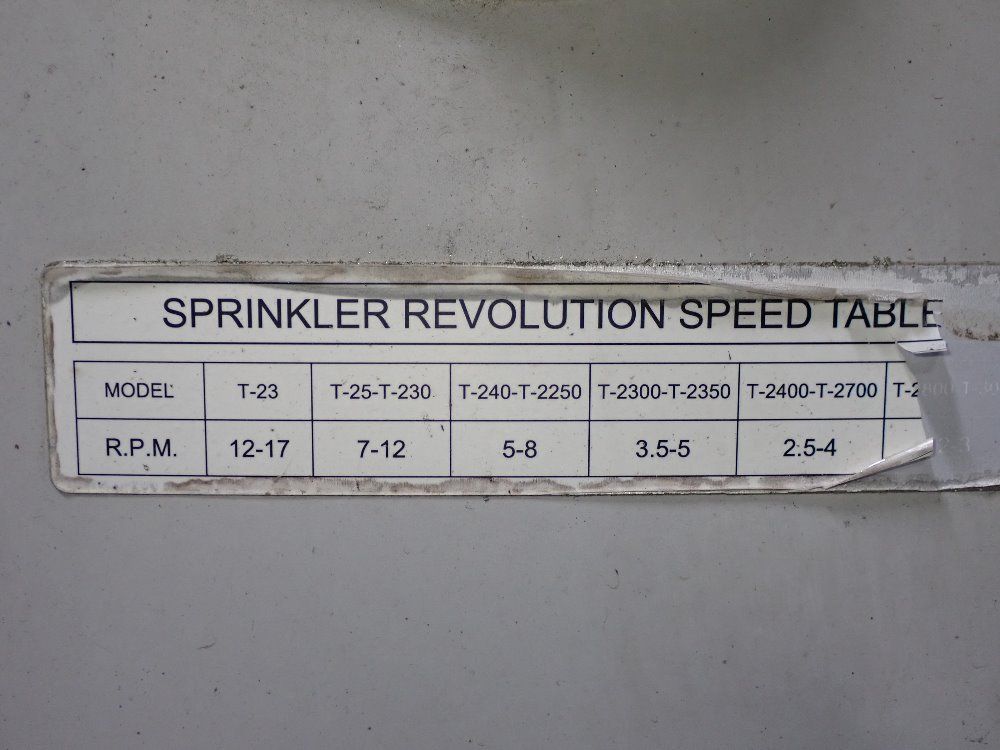 SPRINKLER REVOLUTION SPEED TABLE
MODEL T-23 T-25-T-230 T-240-T-2250 T-2300-T-2350 T-2400-T-2700
R.P.M. 12-17 7-12 5-8 3.5-5 2.5-4